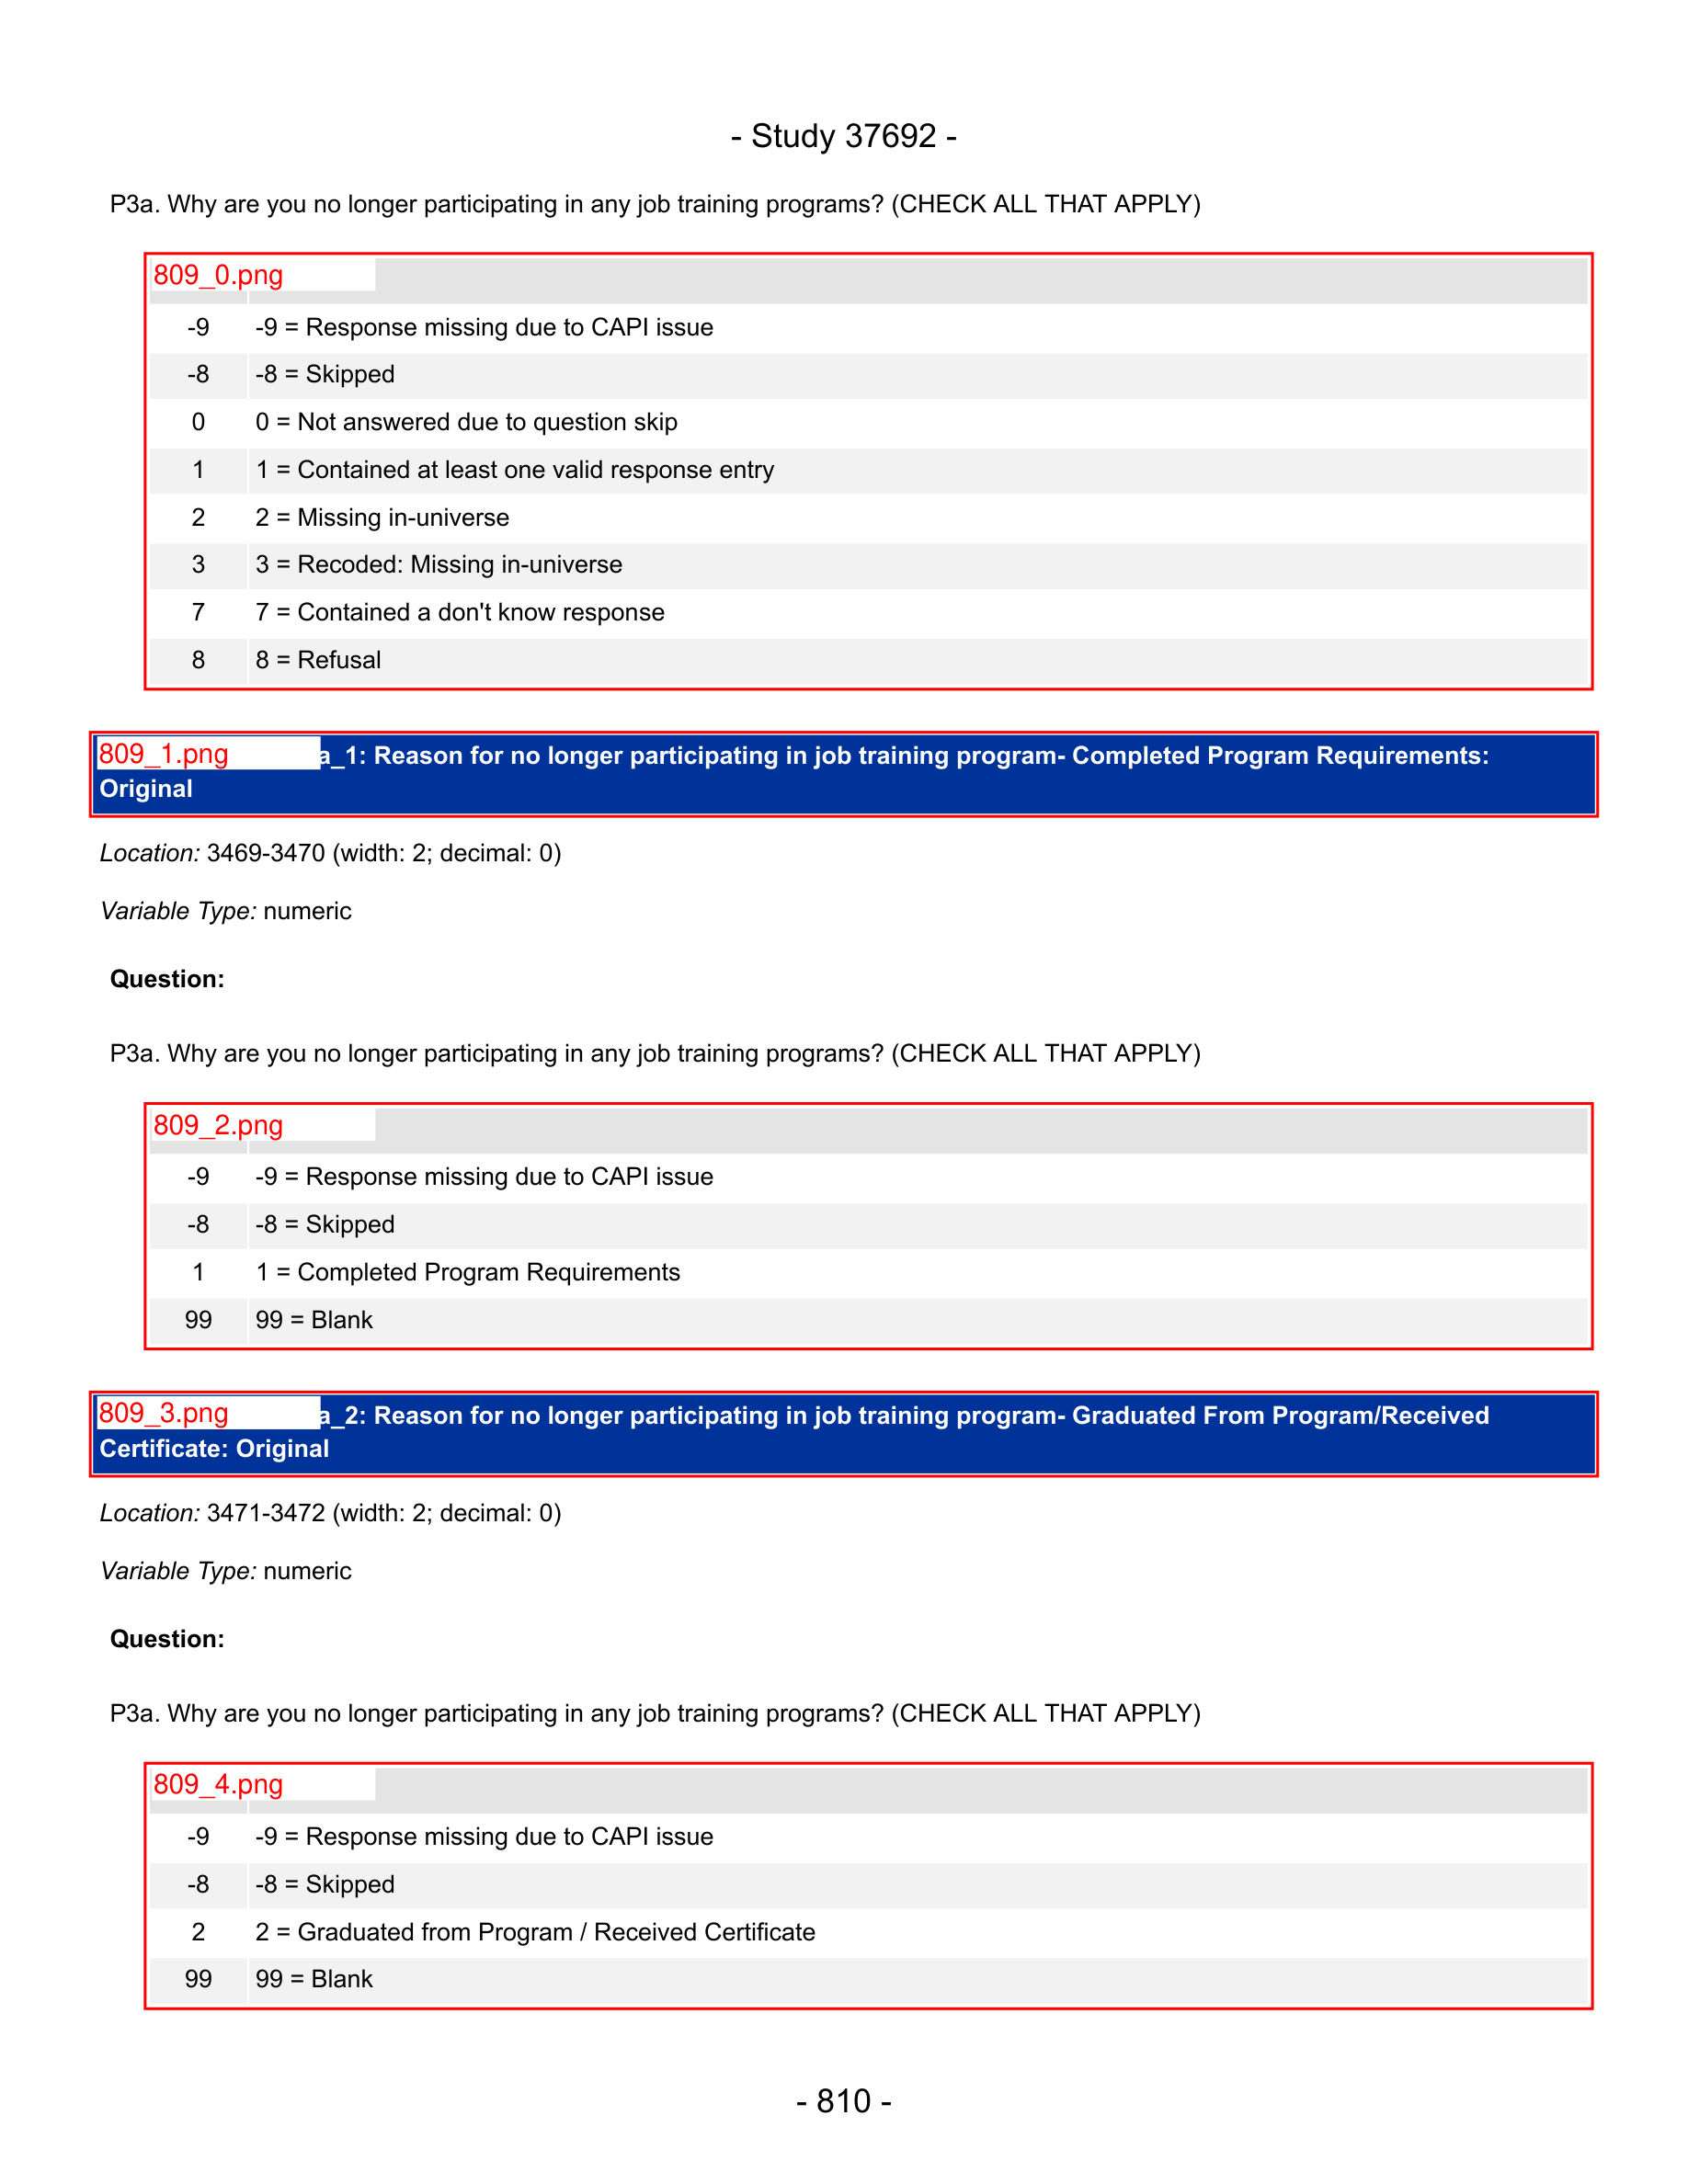 - Study 37692 -
P3a. Why are you no longer participating in any job training programs? (CHECK ALL THAT APPLY)
809_0.png
-9 -9 = Response missing due to CAPI issue
-8 -8 = Skipped
0 0 = Not answered due to question skip
1 1 = Contained at least one valid response entry
2 2 = Missing in-universe
3 3 = Recoded: Missing in-universe
7 7 = Contained a don't know response
8 8 = Refusal
809_1.png a_1: Reason for no longer participating in job training program- Completed Program Requirements:
Original
Location: 3469-3470 (width: 2; decimal: 0)
Variable Type: numeric
Question:
P3a. Why are you no longer participating in any job training programs? (CHECK ALL THAT APPLY)
809_2.png
-9 -9 = Response missing due to CAPI issue
-8 -8 = Skipped
1 1 = Completed Program Requirements
99 99 = Blank
809_3.png a_2: Reason for no longer participating in job training program- Graduated From Program/Received
Certificate: Original
Location: 3471-3472 (width: 2; decimal: 0)
Variable Type: numeric
Question:
P3a. Why are you no longer participating in any job training programs? (CHECK ALL THAT APPLY)
809_4.png
-9 -9 = Response missing due to CAPI issue
-8 -8 = Skipped
2 2 = Graduated from Program / Received Certificate
99 99 = Blank
- 810 -